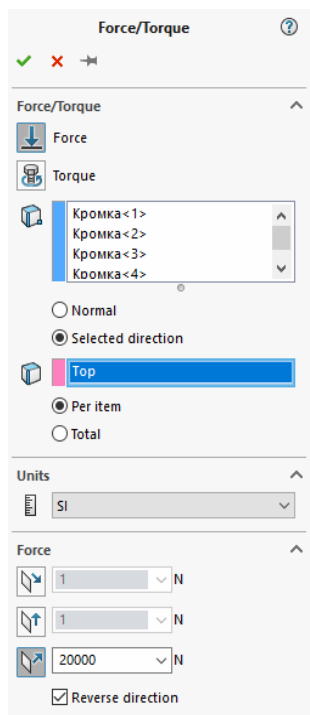 Force/Torque
?
Force/Torque
Force
Torque
Кромка<1>
Кромка<2>
Кромка<3>
Кромка<4>
Normal
Selected direction
Top
Per item
Total
Units
SI
Force
1 N
1 N
20000 N
Reverse direction